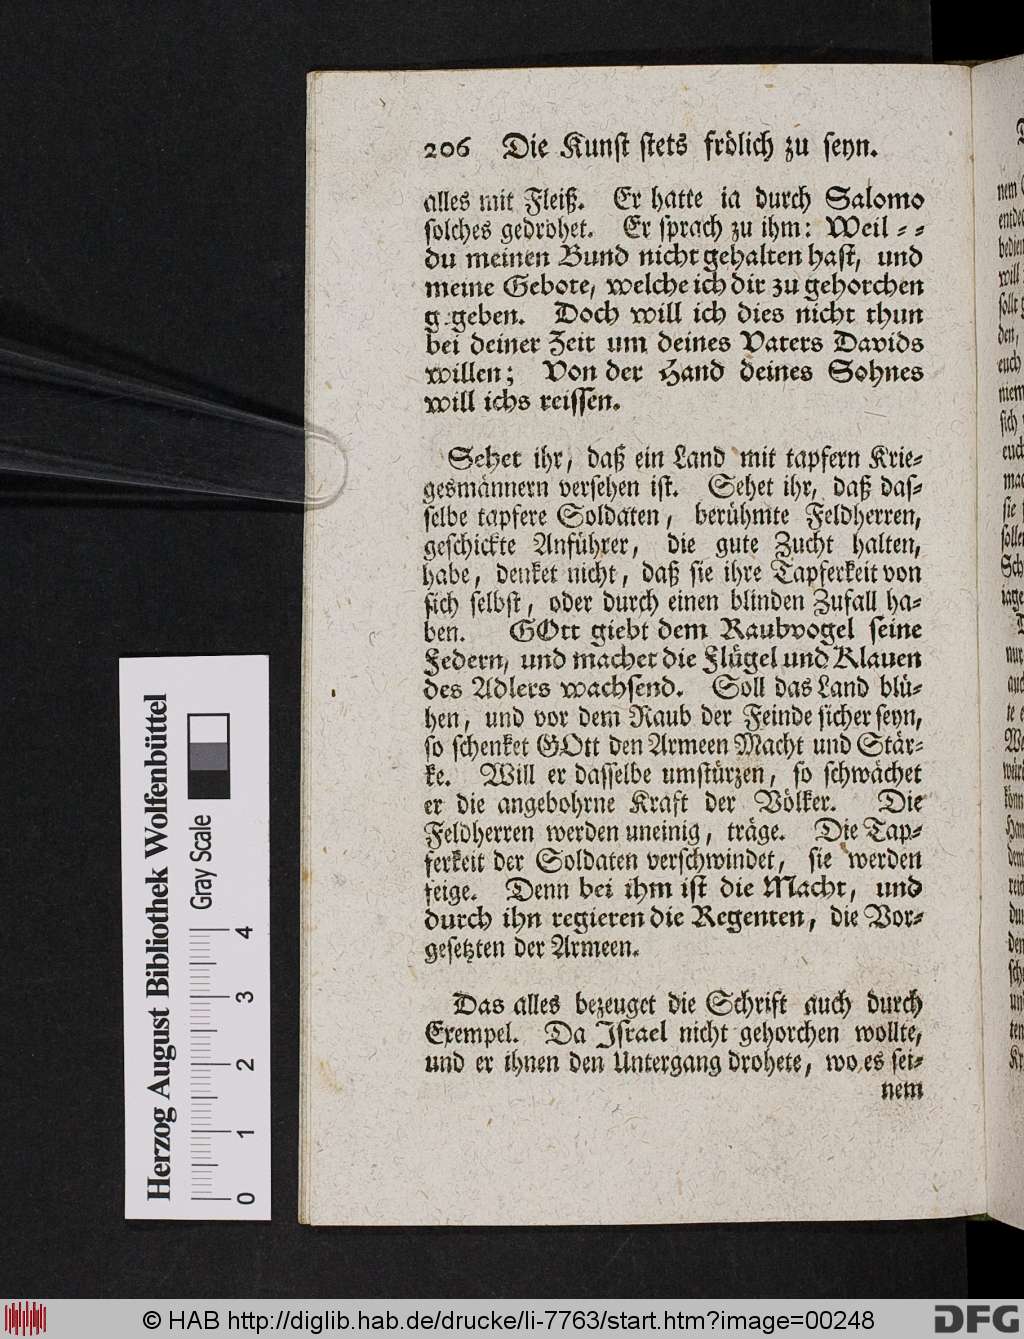 206 Die Kunst stets frölich zu seyn.
alles mit Fleiß. Er hatte ia durch Salomo
solches gedrohet. Er sprach zu ihm: Weil = =
du meinen Bund nicht gehalten hast, und
meine Gebote, welche ich dir zu gehorchen
g geben. Doch will ich dies nicht thun
bei deiner Zeit um deines Vaters Davids
willen; Von der Hand deines Sohnes
will ichs reissen.
Sehet ihr, daß ein Land mit tapfern Krie=
gesmännern versehen ist. Sehet ihr, daß das=
selbe tapfere Soldaten, berühmte Feldherren,
geschickte Anführer, die gute Zucht halten,
habe, denket nicht, daß sie ihre Tapferkeit von
sich selbst, oder durch einen blinden Zufall ha=
ben. GOtt giebt dem Raubvogel seine
Federn, und machet die Flügel und Klauen
des Adlers wachsend. Soll das Land blü=
hen, und vor dem Raub der Feinde sicher seyn,
so schenket GOtt den Armeen Macht und Stär=
ke. Will er dasselbe umstürzen, so schwächet
er die angebohrne Kraft der Völker. Die
Feldherren werden uneinig, träge. Die Tap=
ferkeit der Soldaten verschwindet, sie werden
feige. Denn bei ihm ist die Macht, und
durch ihn regieren die Regenten, die Vor=
gesetzten der Armeen.
Das alles bezeuget die Schrift auch durch
Exempel. Da Israel nicht gehorchen wollte,
und er ihnen den Untergang drohete, wo es sei=
nem
Herzog August Bibliothek Wolfenbüttel
Gray Scale
0 1 2 3 4
© HAB http://diglib.hab.de/drucke/li-7763/start.htm?image=00248
DFG